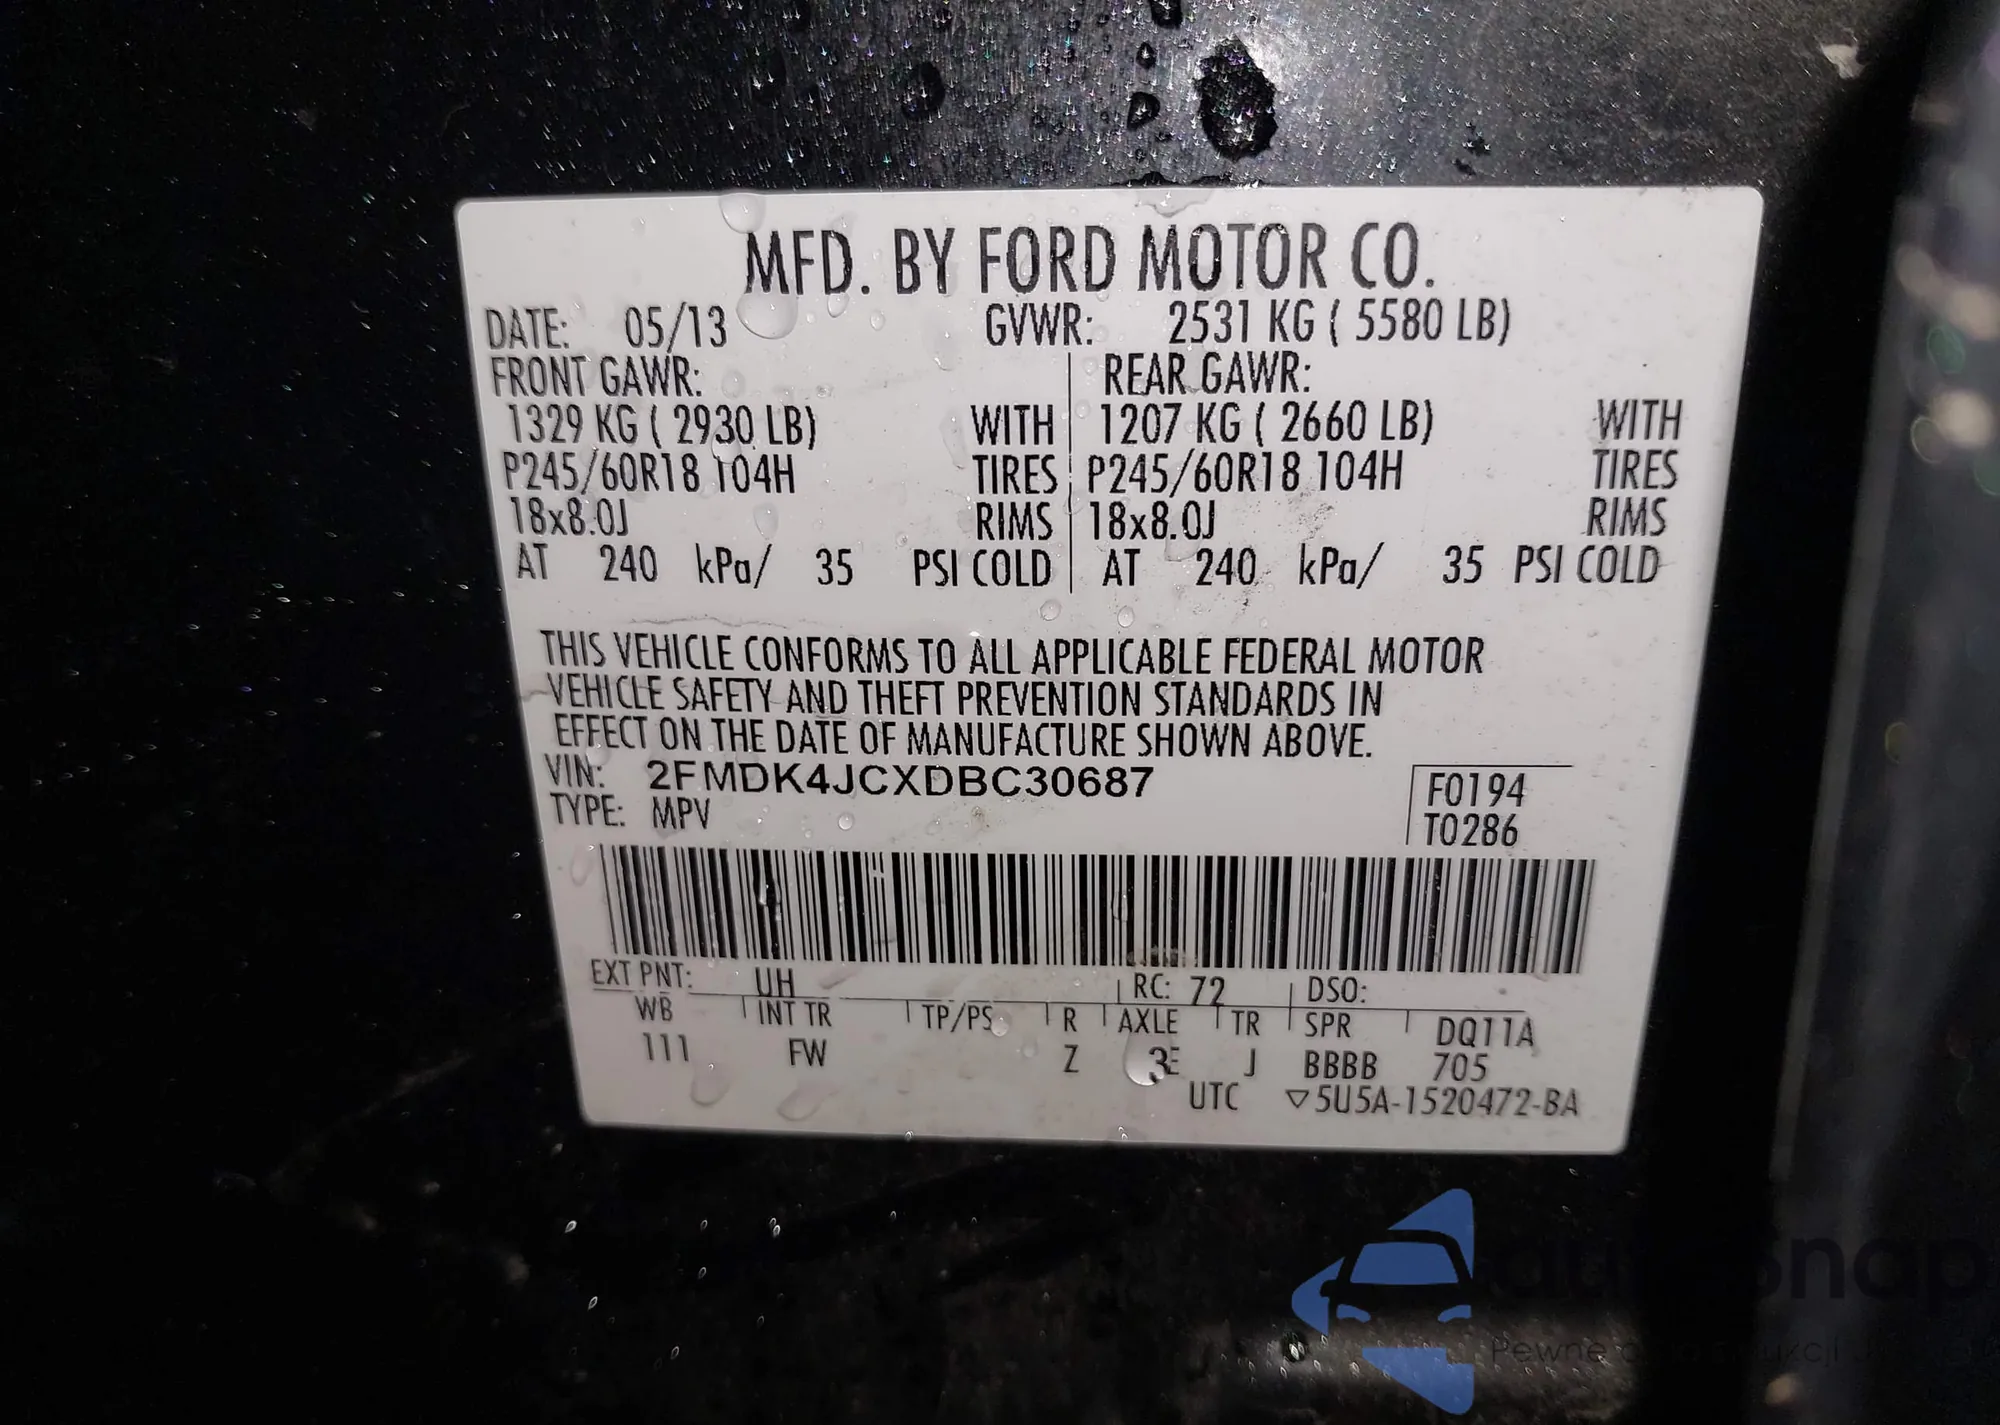 MFD. BY FORD MOTOR CO.
DATE: 05/13 GVWR: 2531 KG ( 5580 LB)
FRONT GAWR: REAR GAWR:
1329 KG ( 2930 LB) WITH 1207 KG ( 2660 LB) WITH
P245/60R18 104H TIRES P245/60R18 104H TIRES
18x8.0J RIMS 18x8.0J RIMS
AT 240 kPa/ 35 PSI COLD AT 240 kPa/ 35 PSI COLD
THIS VEHICLE CONFORMS TO ALL APPLICABLE FEDERAL MOTOR
VEHICLE SAFETY AND THEFT PREVENTION STANDARDS IN
EFFECT ON THE DATE OF MANUFACTURE SHOWN ABOVE.
VIN: 2FMDK4JCXDBC30687 F0194
TYPE: MPV T0286
EXT PNT: UH RC: 72 DSO:
WB INT TR TP/PS R AXLE TR SPR DQ11A
111 FW Z 3E J BBBB 705
UTC ▽5U5A-1520472-BA
Pewne